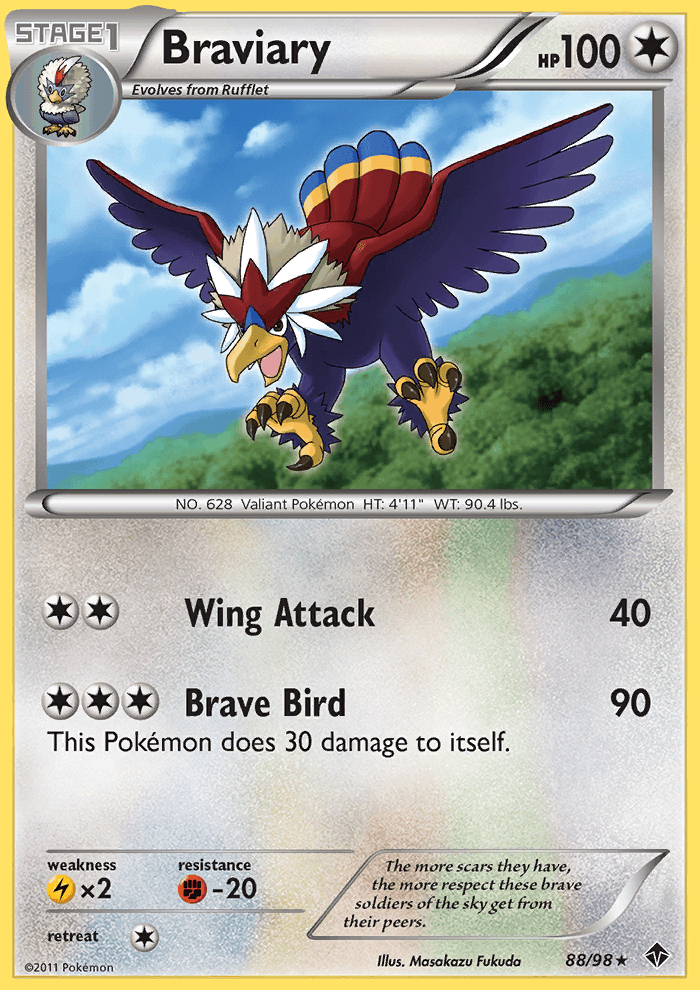 STAGE1
Braviary
HP100
Evolves from Rufflet
NO. 628 Valiant Pokémon HT: 4'11" WT: 90.4 lbs.
Wing Attack 40
Brave Bird 90
This Pokémon does 30 damage to itself.
weakness
×2
resistance
-20
retreat
The more scars they have,
the more respect these brave
soldiers of the sky get from
their peers.
©2011 Pokémon
Illus. Masakazu Fukuda
88/98★